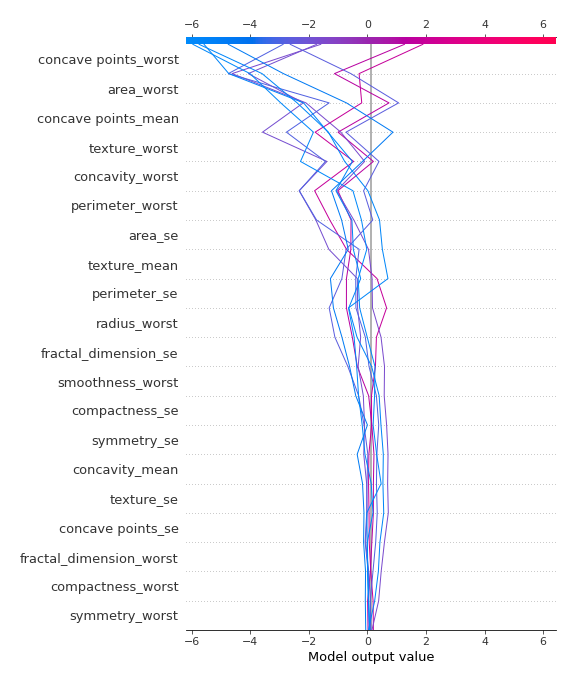 −6 −4 −2 0 2 4 6
concave points_worst
area_worst
concave points_mean
texture_worst
concavity_worst
perimeter_worst
area_se
texture_mean
perimeter_se
radius_worst
fractal_dimension_se
smoothness_worst
compactness_se
symmetry_se
concavity_mean
texture_se
concave points_se
fractal_dimension_worst
compactness_worst
symmetry_worst
−6 −4 −2 0 2 4 6
Model output value